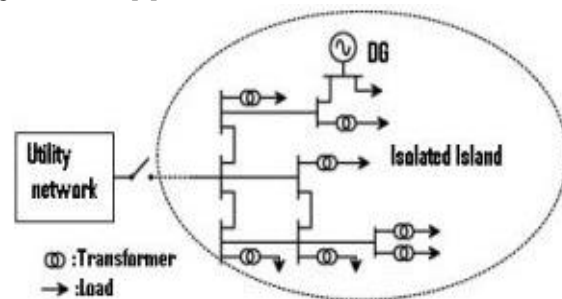 DG
Utility
network
Isolated Island
:Transformer
:Load